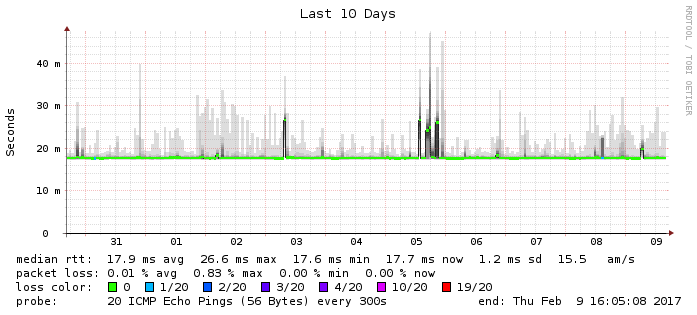 Last 10 Days
RRDTOOL / TOBI OETIKER
Seconds
40 m
30 m
20 m
10 m
0
31 01 02 03 04 05 06 07 08 09
median rtt: 17.9 ms avg 26.6 ms max 17.6 ms min 17.7 ms now 1.2 ms sd 15.5 am/s
packet loss: 0.01 % avg 0.83 % max 0.00 % min 0.00 % now
loss color: 0 1/20 2/20 3/20 4/20 10/20 19/20
probe: 20 ICMP Echo Pings (56 Bytes) every 300s end: Thu Feb 9 16:05:08 2017